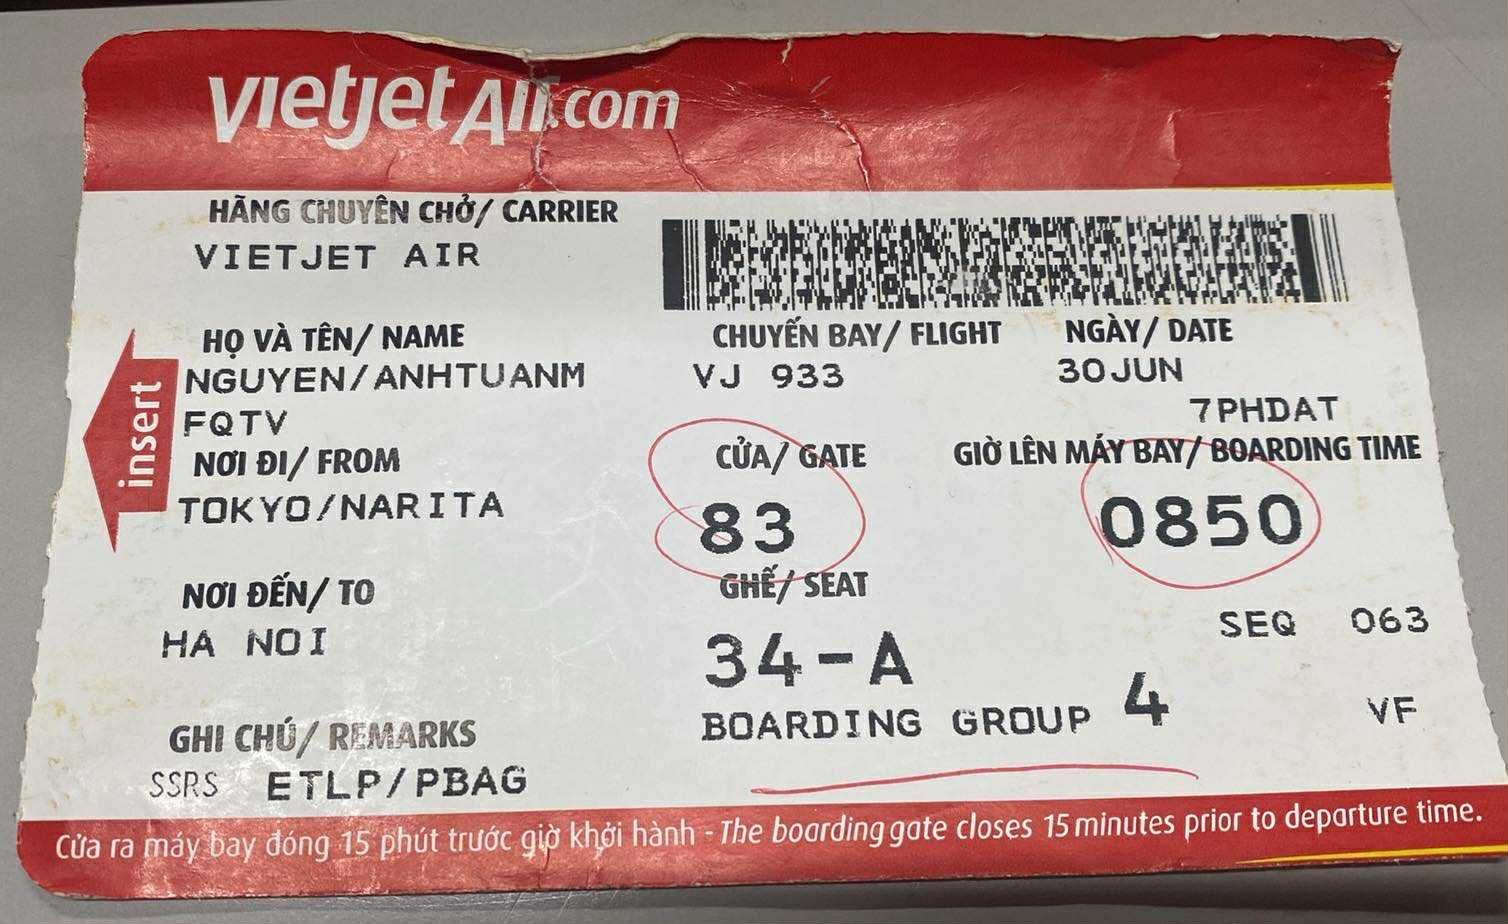 vietjetAir.com
HÃNG CHUYÊN CHỞ/ CARRIER
VIETJET AIR
HỌ VÀ TÊN/ NAME
NGUYEN/ANHTUANM
FQTV
CHUYẾN BAY/ FLIGHT
VJ 933
NGÀY/ DATE
30JUN
7PHDAT
insert
NƠI ĐI/ FROM
TOKYO/NARITA
CỬA/ GATE
83
GIỜ LÊN MÁY BAY/ BOARDING TIME
0850
NƠI ĐẾN/ TO
HA NOI
GHẾ/ SEAT
34-A
SEQ 063
BOARDING GROUP 4
VF
GHI CHÚ/ REMARKS
SSRS ETLP/PBAG
Cửa ra máy bay đóng 15 phút trước giờ khởi hành - The boarding gate closes 15 minutes prior to departure time.